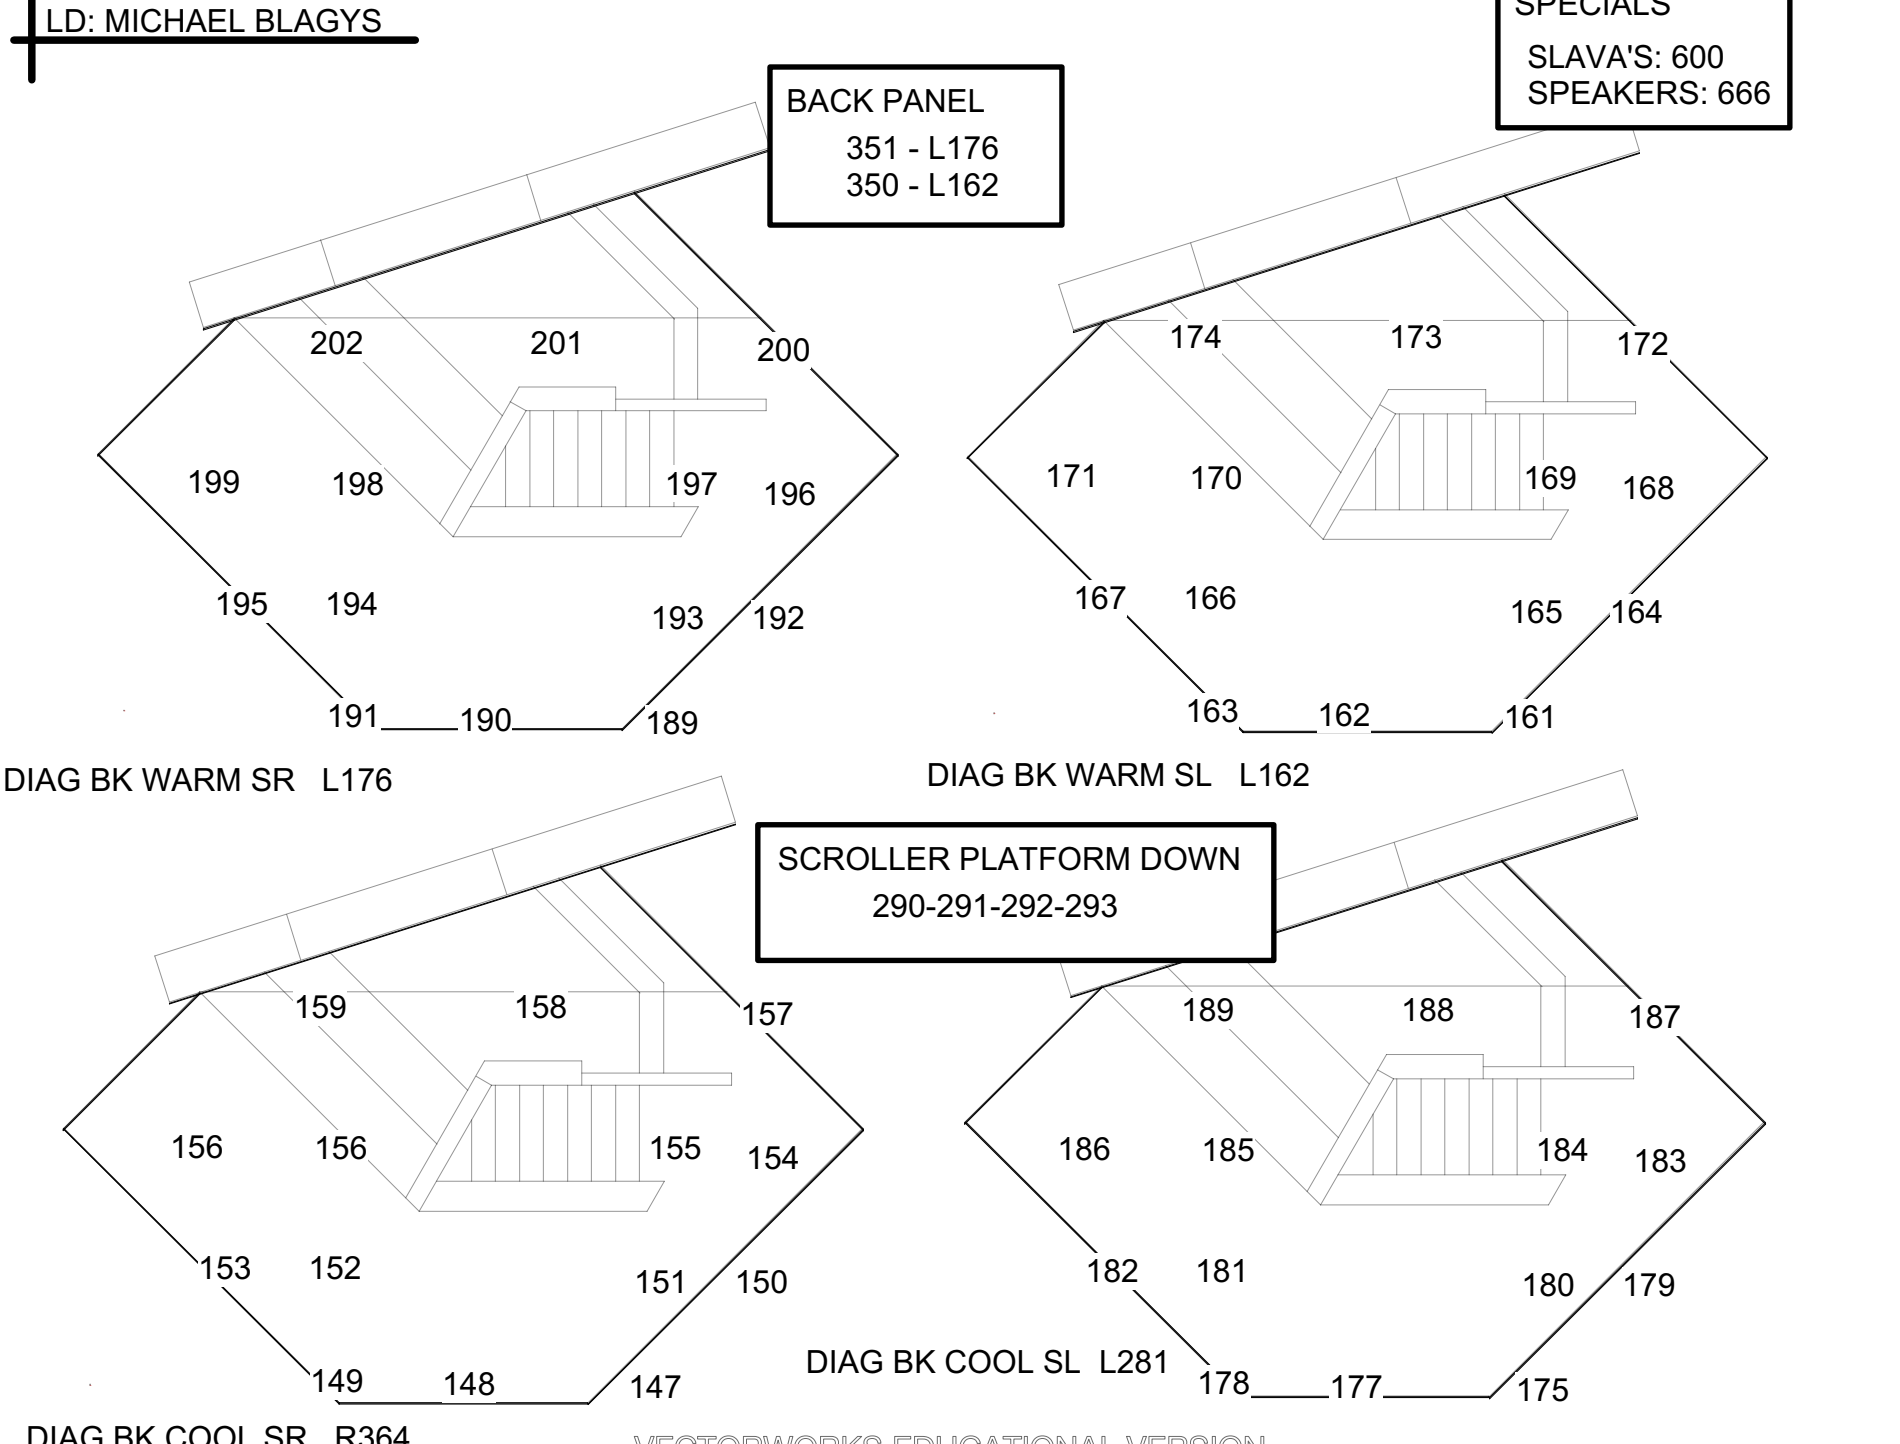 LD: MICHAEL BLAGYS
SPECIALS
SLAVA'S: 600
SPEAKERS: 666
BACK PANEL
351 - L176
350 - L162
202 201 200
199 198 197 196
195 194 193 192
191 190 189
DIAG BK WARM SR L176
174 173 172
171 170 169 168
167 166 165 164
163 162 161
DIAG BK WARM SL L162
SCROLLER PLATFORM DOWN
290-291-292-293
159 158 157
156 156 155 154
153 152 151 150
149 148 147
DIAG BK COOL SR R364
189 188 187
186 185 184 183
182 181 180 179
178 177 175
DIAG BK COOL SL L281
VECTORWORKS EDUCATIONAL VERSION